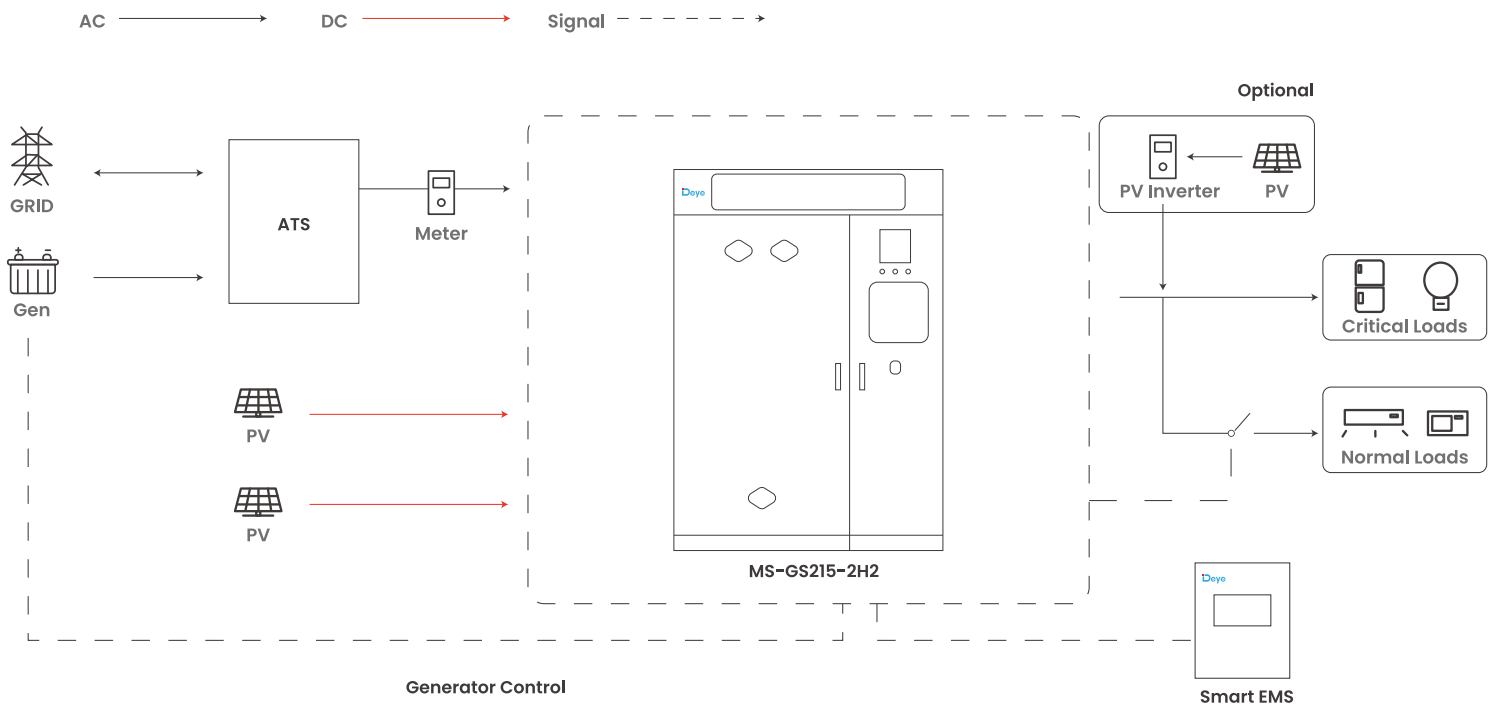 AC
DC
Signal
Optional
GRID
ATS
Meter
Deye
PV Inverter
PV
Gen
Critical Loads
PV
Normal Loads
PV
MS-GS215-2H2
Deye
Generator Control
Smart EMS